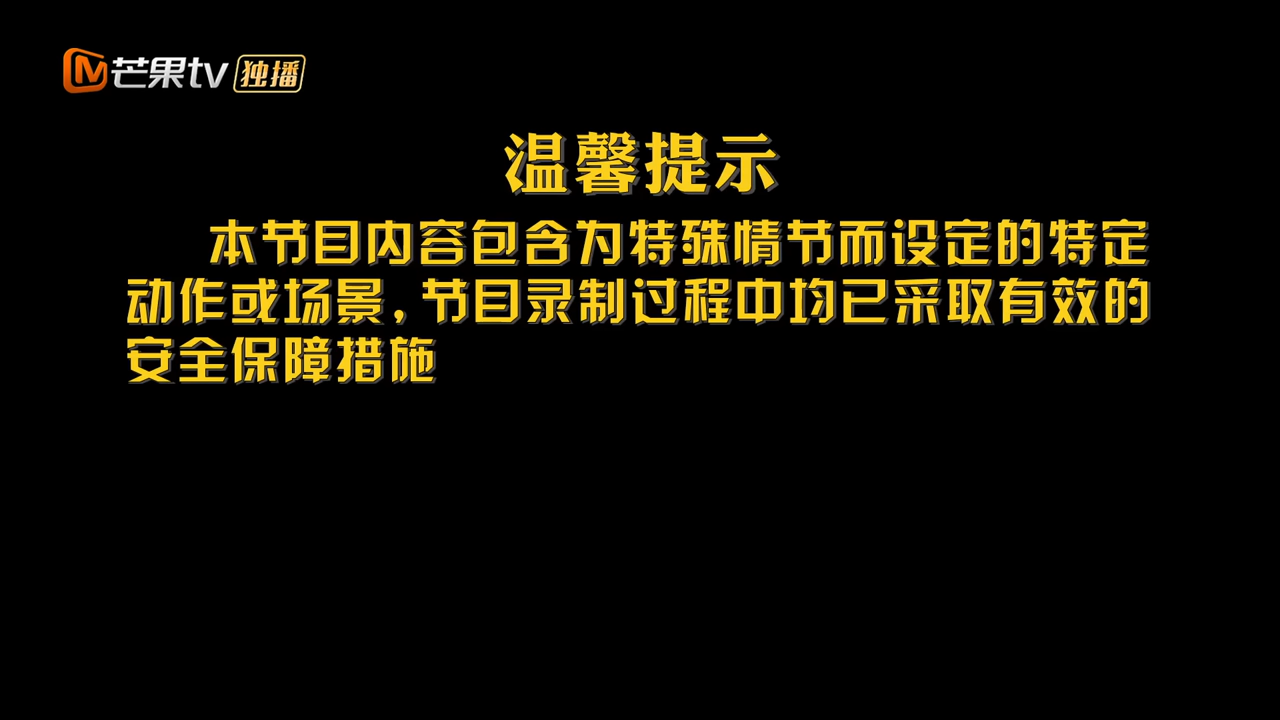 芒果tv 独播
温馨提示
本节目内容包含为特殊情节而设定的特定
动作或场景,节目录制过程中均已采取有效的
安全保障措施